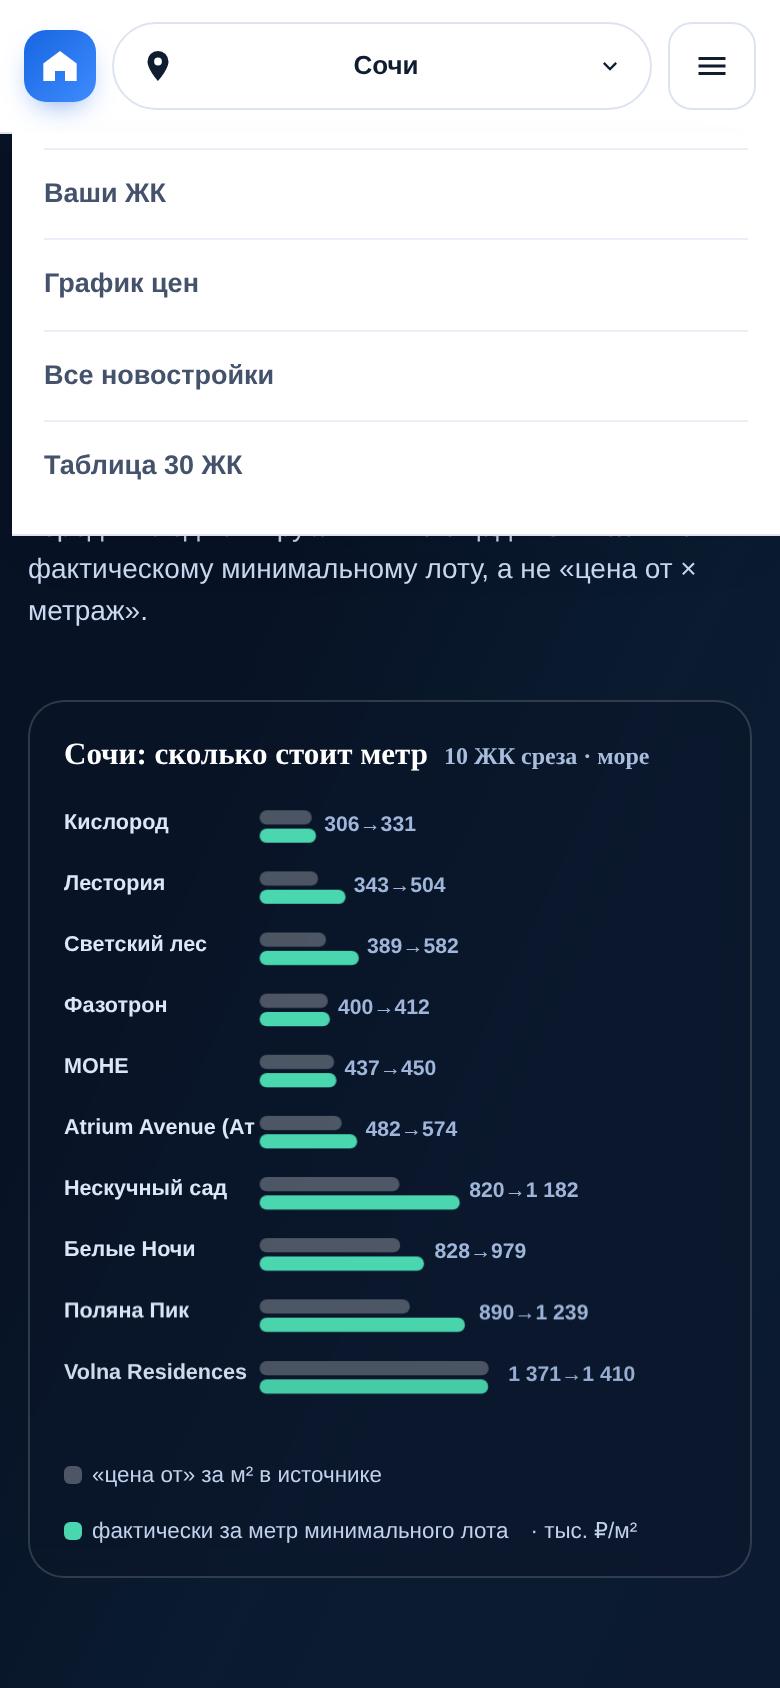 Сочи
Ваши ЖК
График цен
Все новостройки
Таблица 30 ЖК
фактическому минимальному лоту, а не «цена от ×
метраж».
Сочи: сколько стоит метр 10 ЖК среза · море
Кислород 306→331
Лестория 343→504
Светский лес 389→582
Фазотрон 400→412
МОНЕ 437→450
Atrium Avenue (Ат 482→574
Нескучный сад 820→1 182
Белые Ночи 828→979
Поляна Пик 890→1 239
Volna Residences 1 371→1 410
«цена от» за м² в источнике
фактически за метр минимального лота · тыс. ₽/м²